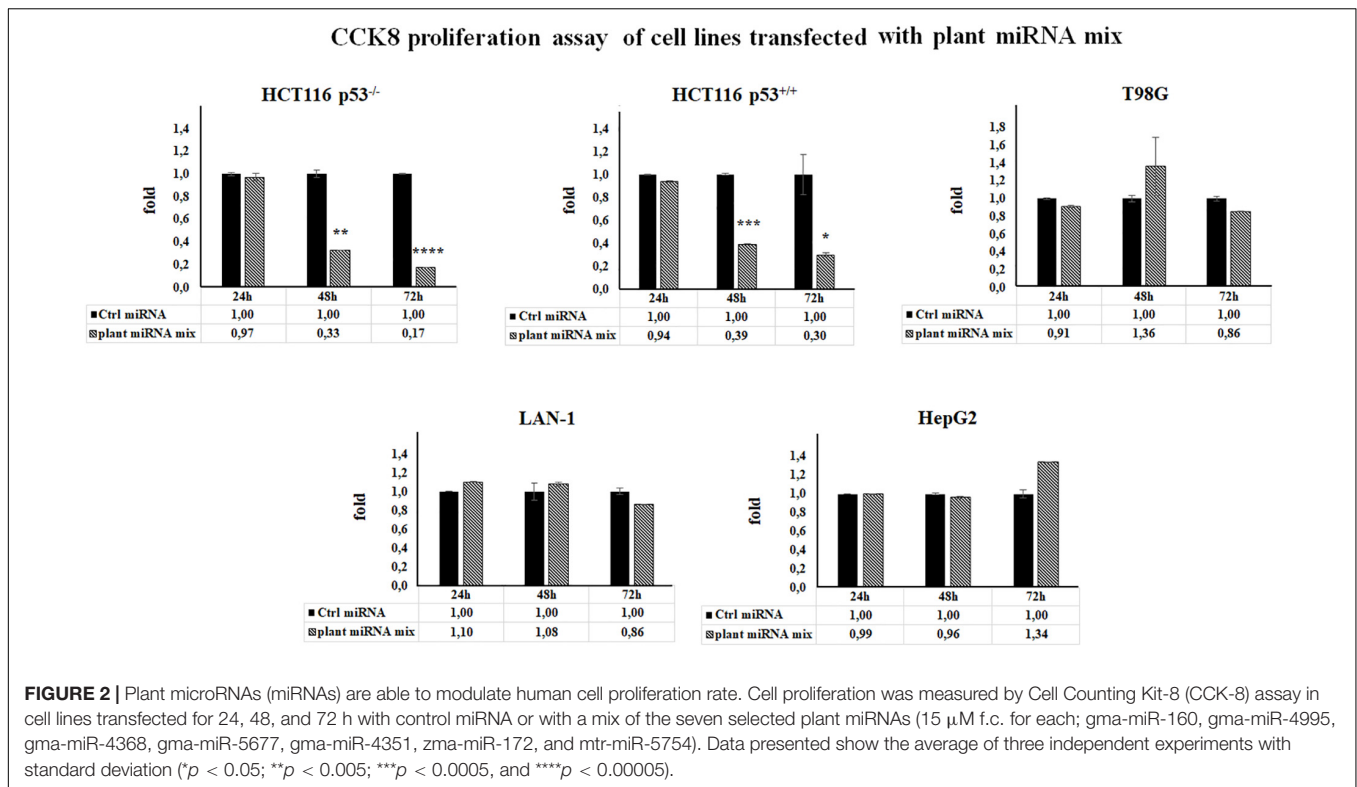 CCK8 proliferation assay of cell lines transfected with plant miRNA mix
HCT116 p53-/-
fold
1,4
1,2
1,0
0,8
0,6
0,4
0,2
0,0
**
****
24h 48h 72h
Ctrl miRNA 1,00 1,00 1,00
plant miRNA mix 0,97 0,33 0,17
HCT116 p53+/+
fold
1,4
1,2
1,0
0,8
0,6
0,4
0,2
0,0
***
*
24h 48h 72h
Ctrl miRNA 1,00 1,00 1,00
plant miRNA mix 0,94 0,39 0,30
T98G
fold
1,8
1,6
1,4
1,2
1,0
0,8
0,6
0,4
0,2
0,0
24h 48h 72h
Ctrl miRNA 1,00 1,00 1,00
plant miRNA mix 0,91 1,36 0,86
LAN-1
fold
1,4
1,2
1,0
0,8
0,6
0,4
0,2
0,0
24h 48h 72h
Ctrl miRNA 1,00 1,00 1,00
plant miRNA mix 1,10 1,08 0,86
HepG2
fold
1,4
1,2
1,0
0,8
0,6
0,4
0,2
0,0
24h 48h 72h
Ctrl miRNA 1,00 1,00 1,00
plant miRNA mix 0,99 0,96 1,34
FIGURE 2 | Plant microRNAs (miRNAs) are able to modulate human cell proliferation rate. Cell proliferation was measured by Cell Counting Kit-8 (CCK-8) assay in
cell lines transfected for 24, 48, and 72 h with control miRNA or with a mix of the seven selected plant miRNAs (15 μM f.c. for each; gma-miR-160, gma-miR-4995,
gma-miR-4368, gma-miR-5677, gma-miR-4351, zma-miR-172, and mtr-miR-5754). Data presented show the average of three independent experiments with
standard deviation (*p < 0.05; **p < 0.005; ***p < 0.0005, and ****p < 0.00005).